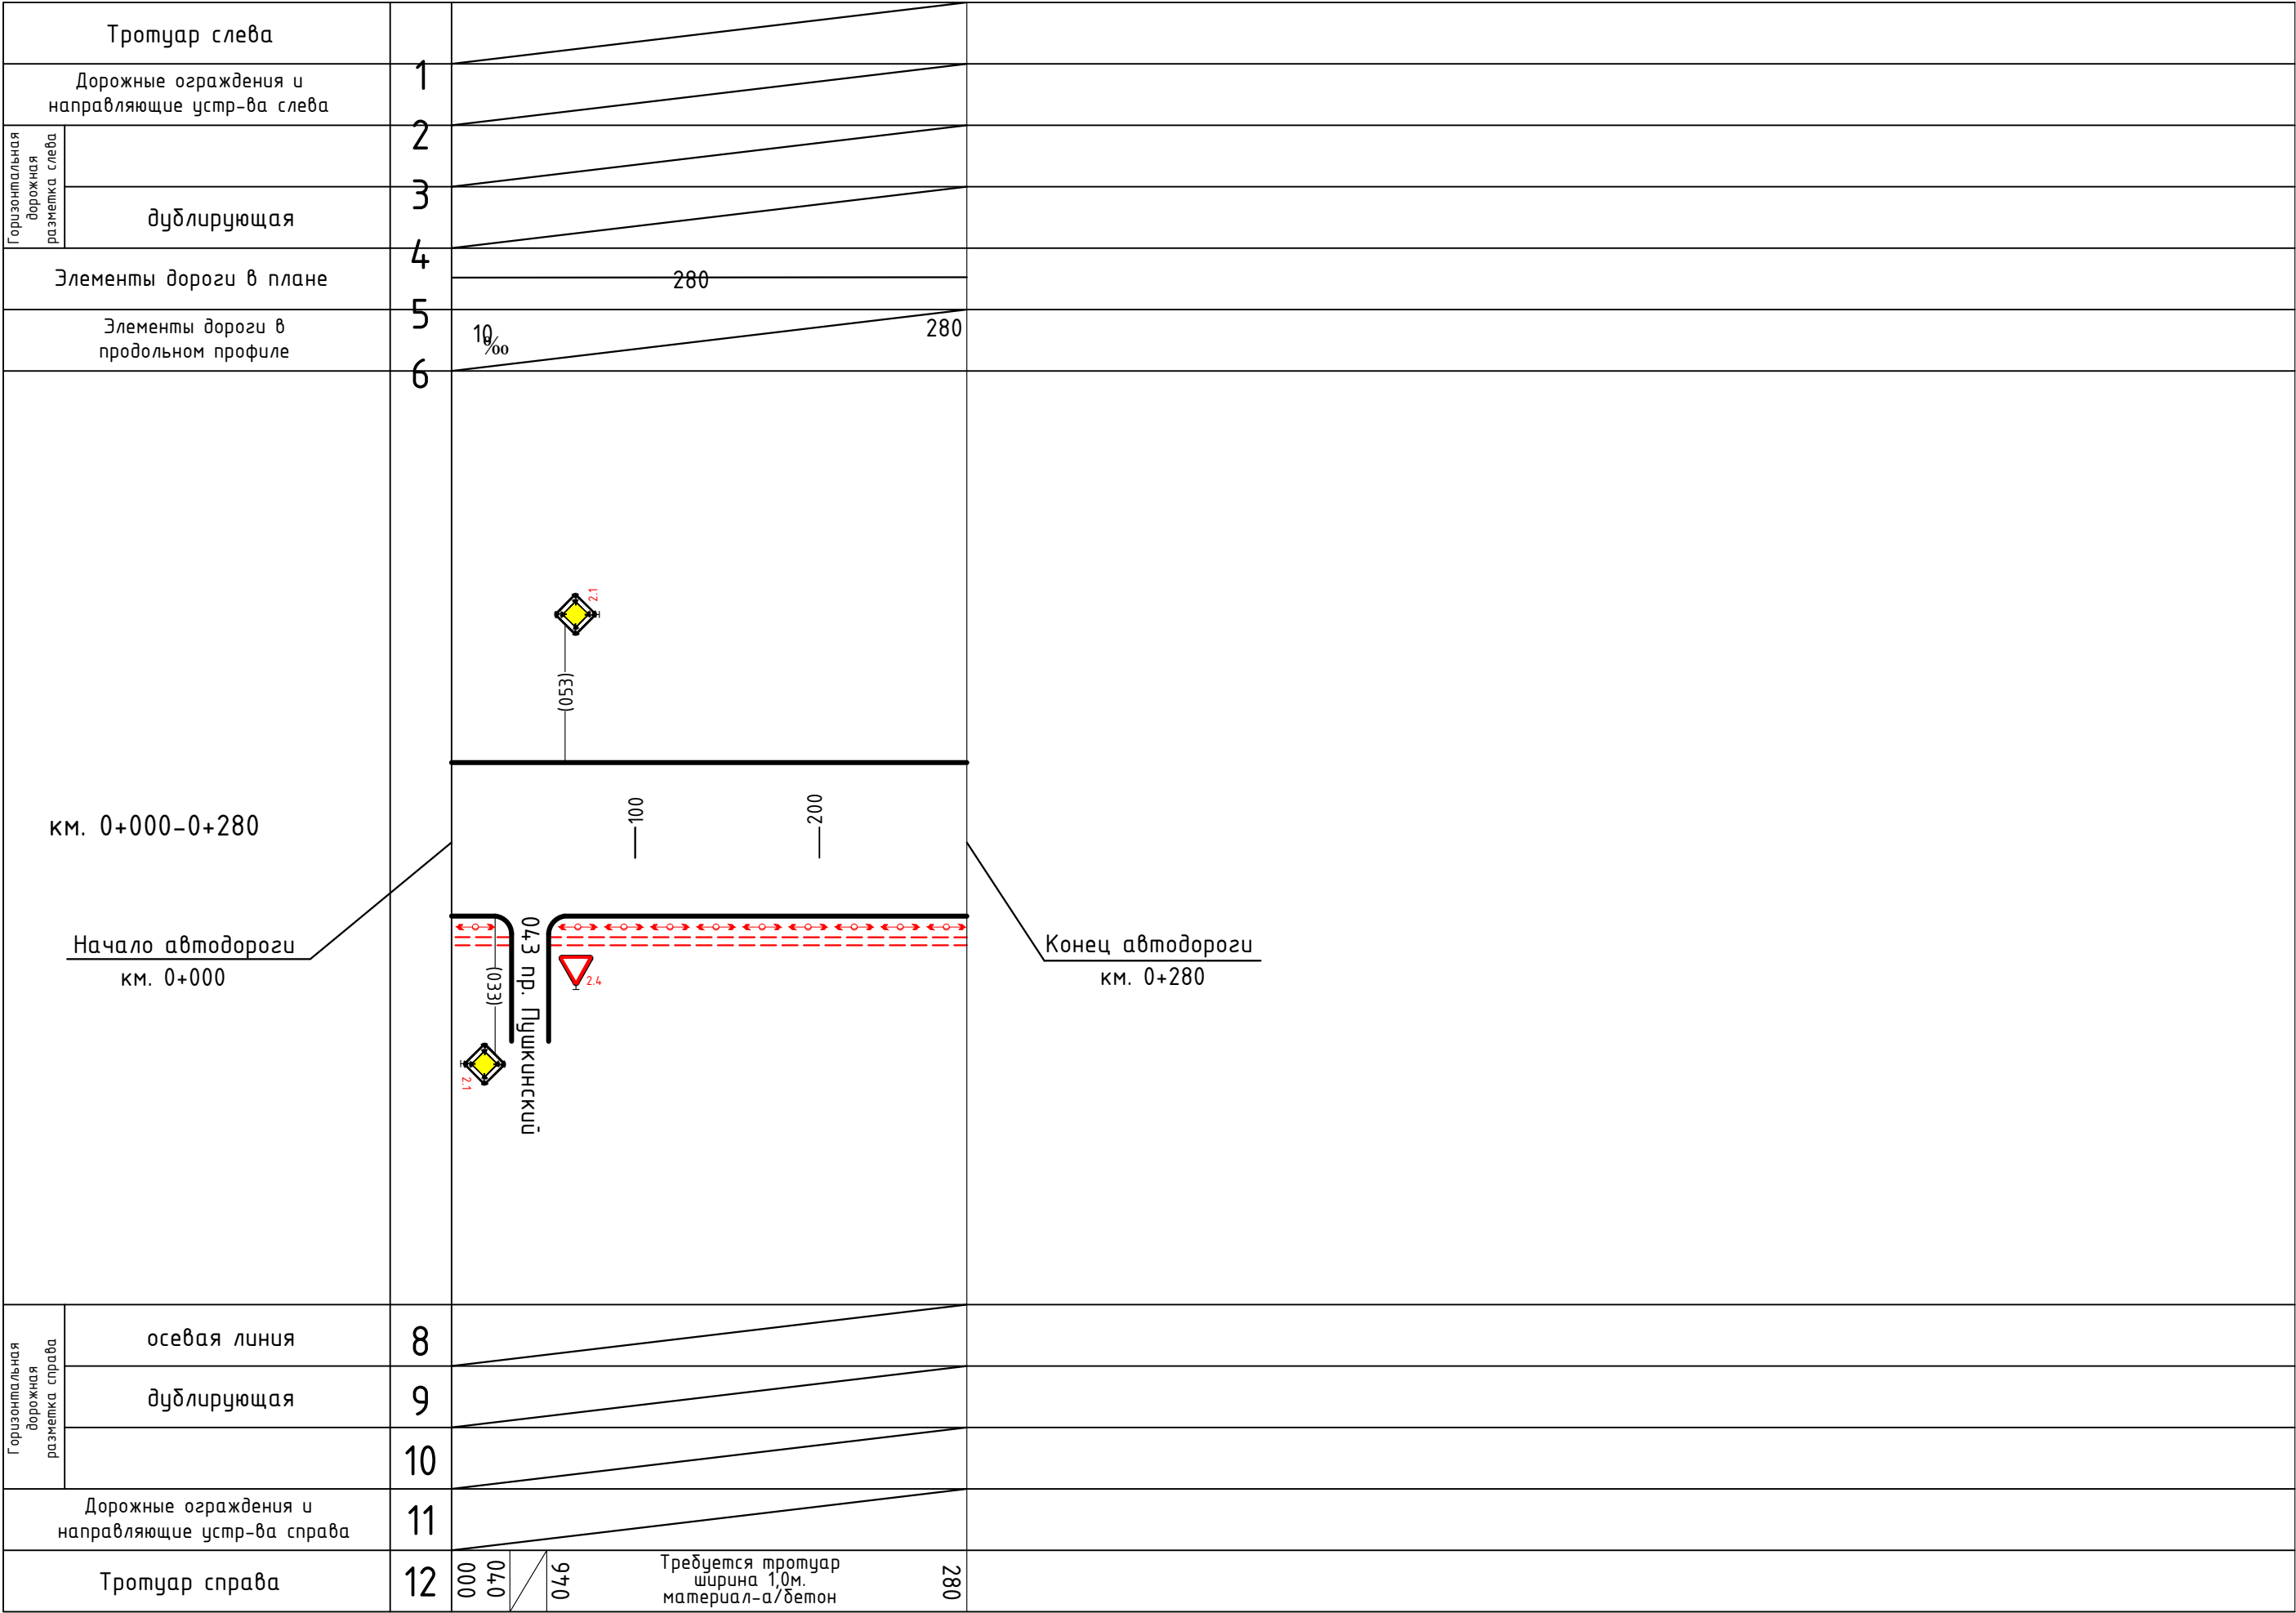 Тротуар слева
1
Дорожные ограждения и
направляющие устр-ва слева
2
Горизонтальная
дорожная
разметка слева
3
дублирующая
4
Элементы дороги в плане
280
5
Элементы дороги в
продольном профиле
10
‰
280
6
2.1
(053)
100
200
км. 0+000-0+280
Начало автодороги
км. 0+000
Конец автодороги
км. 0+280
043 пр. Пушкинский
(033)
2.4
2.1
Горизонтальная
дорожная
разметка справа
осевая линия
8
дублирующая
9
10
Дорожные ограждения и
направляющие устр-ва справа
11
Тротуар справа
12
000
040
046
Требуется тротуар
ширина 1,0м.
материал-а/бетон
280